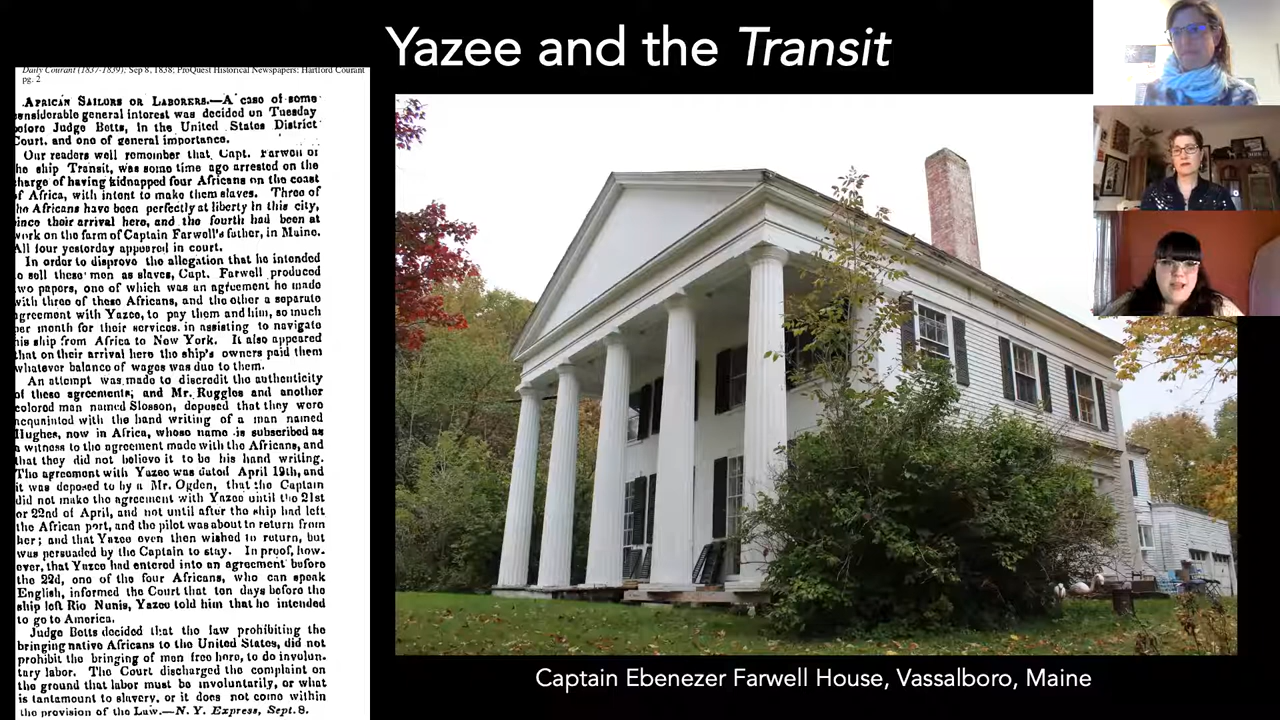 Yazee and the Transit
Daily Courant (1837-1839); Sep 8, 1838; ProQuest Historical Newspapers: Hartford Courant
pg. 2
AFRICAN SAILORS OR LABORERS.—A case of some
onsiderable general interest was decided on Tuesday
efore Judge Betts, in the United States District
Court, and one of general importance.
Our readers well remember that Capt. Farwell of
he ship Transit, was some time ago arrested on the
harge of having kidnapped four Africans on the coast
of Africa, with intent to make them slaves. Three of
he Africans have been perfectly at liberty in this city,
since their arrival here, and the fourth had been at
work on the farm of Captain Farwell's father, in Maine.
All four yesterday appeared in court.
In order to disprove the allegation that he intended
to sell these men as slaves, Capt. Farwell produced
two papers, one of which was an agreement he made
with three of these Africans, and the other a separate
agreement with Yazee, to pay them and him, so much
per month for their services, in assisting to navigate
his ship from Africa to New York. It also appeared
that on their arrival here the ship's owners paid them
whatever balance of wages was due to them.
An attempt was made to discredit the authenticity
of these agreements; and Mr. Ruggles and another
colored man named Slosson, deposed that they were
acquainted with the hand writing of a man named
Hughes, now in Africa, whose name is subscribed as
a witness to the agreement made with the Africans, and
that they did not believe it to be his hand writing.
The agreement with Yazee was dated April 19th, and
it was deposed to by a Mr. Ogden, that the Captain
did not make the agreement with Yazee until the 21st
or 22nd of April, and not until after the ship had left
the African port, and the pilot was about to return from
her; and that Yazee even then wished to return, but
was persuaded by the Captain to stay. In proof, how-
ever, that Yazee had entered into an agreement before
the 22d, one of the four Africans, who can speak
English, informed the Court that ten days before the
ship left Rio Nunis, Yazee told him that he intended
to go to America.
Judge Betts decided that the law prohibiting the
bringing native Africans to the United States, did not
prohibit the bringing of men free here, to do involun-
tary labor. The Court discharged the complaint on
the ground that labor must be involuntarily, or what
is tantamount to slavery, or it does not come within
the provision of the Law.—N. Y. Express, Sept. 8.
Captain Ebenezer Farwell House, Vassalboro, Maine